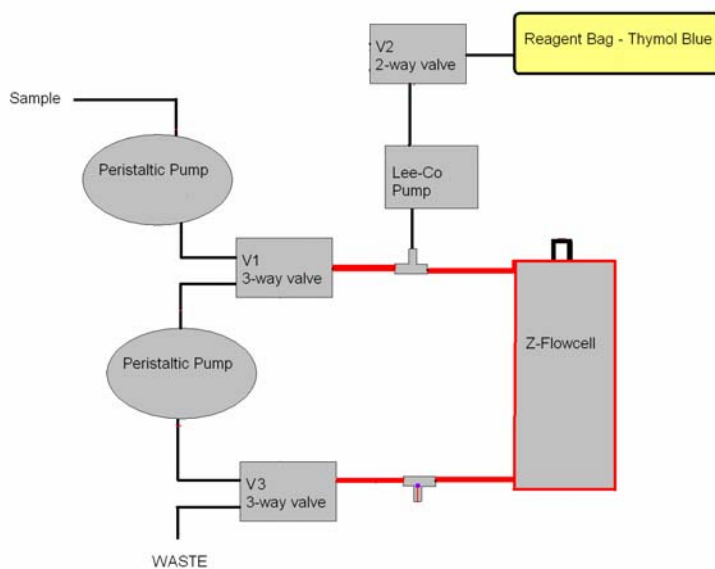 V2
2-way valve
Reagent Bag - Thymol Blue
Sample
Peristaltic Pump
Lee-Co
Pump
V1
3-way valve
Peristaltic Pump
Z-Flowcell
V3
3-way valve
WASTE